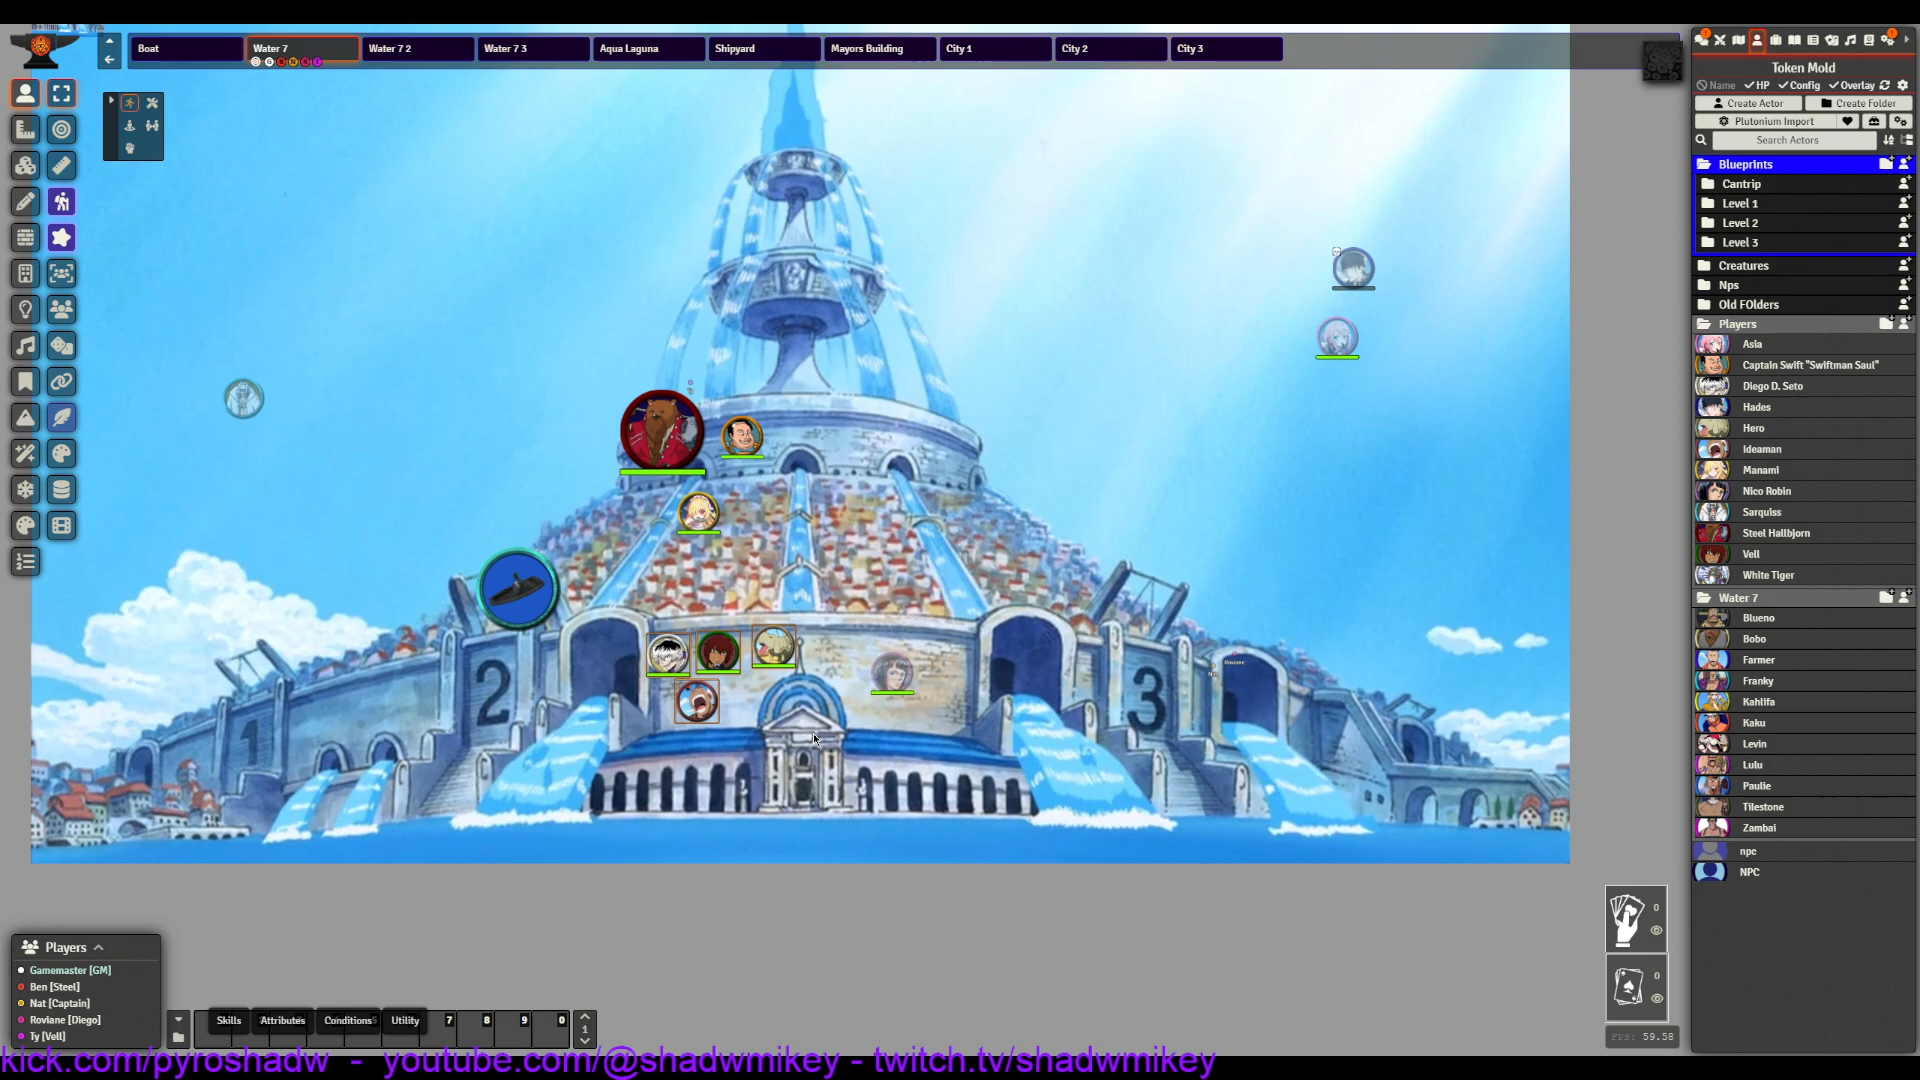 Boat
Water 7
Water 7 2
Water 7 3
Aqua Laguna
Shipyard
Mayors Building
City 1
City 2
City 3
Token Mold
Name HP Config Overlay
Create Actor Create Folder
Plutonium Import
Search Actors
Blueprints
Cantrip
Level 1
Level 2
Level 3
Creatures
Nps
Old FOlders
Players
Asla
Captain Swift "Swiftman Saul"
Diego D. Seto
Hades
Hero
Ideaman
Manami
Nico Robin
Sarquiss
Steel Hallbjorn
Vell
White Tiger
Water 7
Blueno
Bobo
Farmer
Franky
Kahlifa
Kaku
Levin
Lulu
Paulie
Tilestone
Zambai
npc
NPC
2
3
Roviane
0
0
FPS: 59.58
Players
Gamemaster [GM]
Ben [Steel]
Nat [Captain]
Roviane [Diego]
Ty [Vell]
Skills Attributes Conditions Utility 7 8 9 0
1
kick.com/pyroshadw - youtube.com/@shadwmikey - twitch.tv/shadwmikey